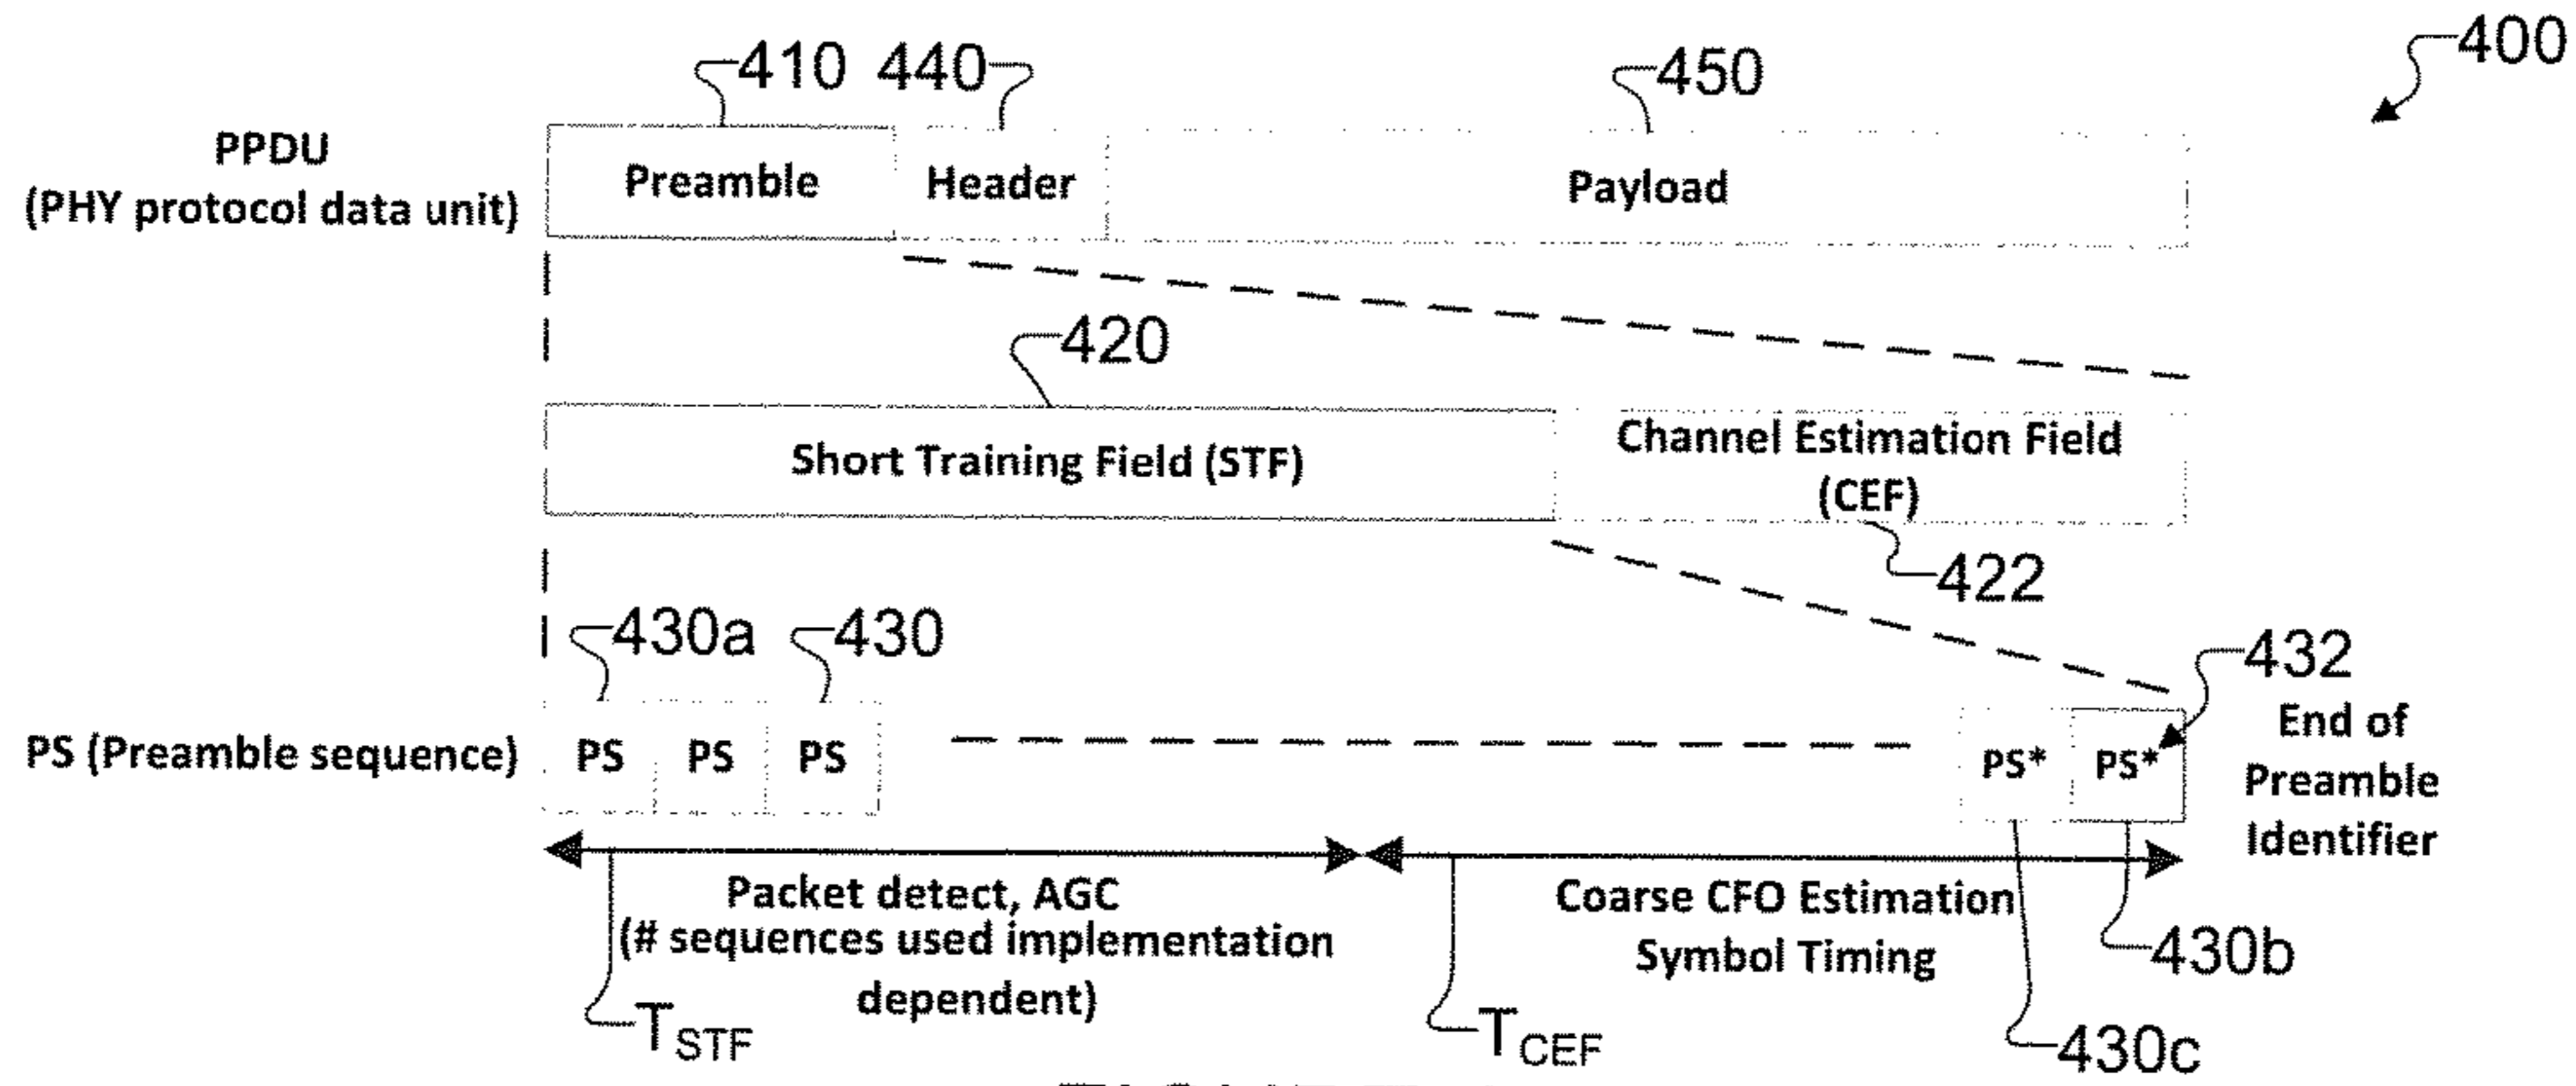 400
410
440
450
PPDU
(PHY protocol data unit)
Preamble
Header
Payload
420
Short Training Field (STF)
Channel Estimation Field
(CEF)
422
430a
430
432
PS (Preamble sequence)
PS
PS
PS
PS*
PS*
End of
Preamble
Identifier
Packet detect, AGC
(# sequences used implementation
dependent)
Coarse CFO Estimation
Symbol Timing
430b
TSTF
TCEF
430c